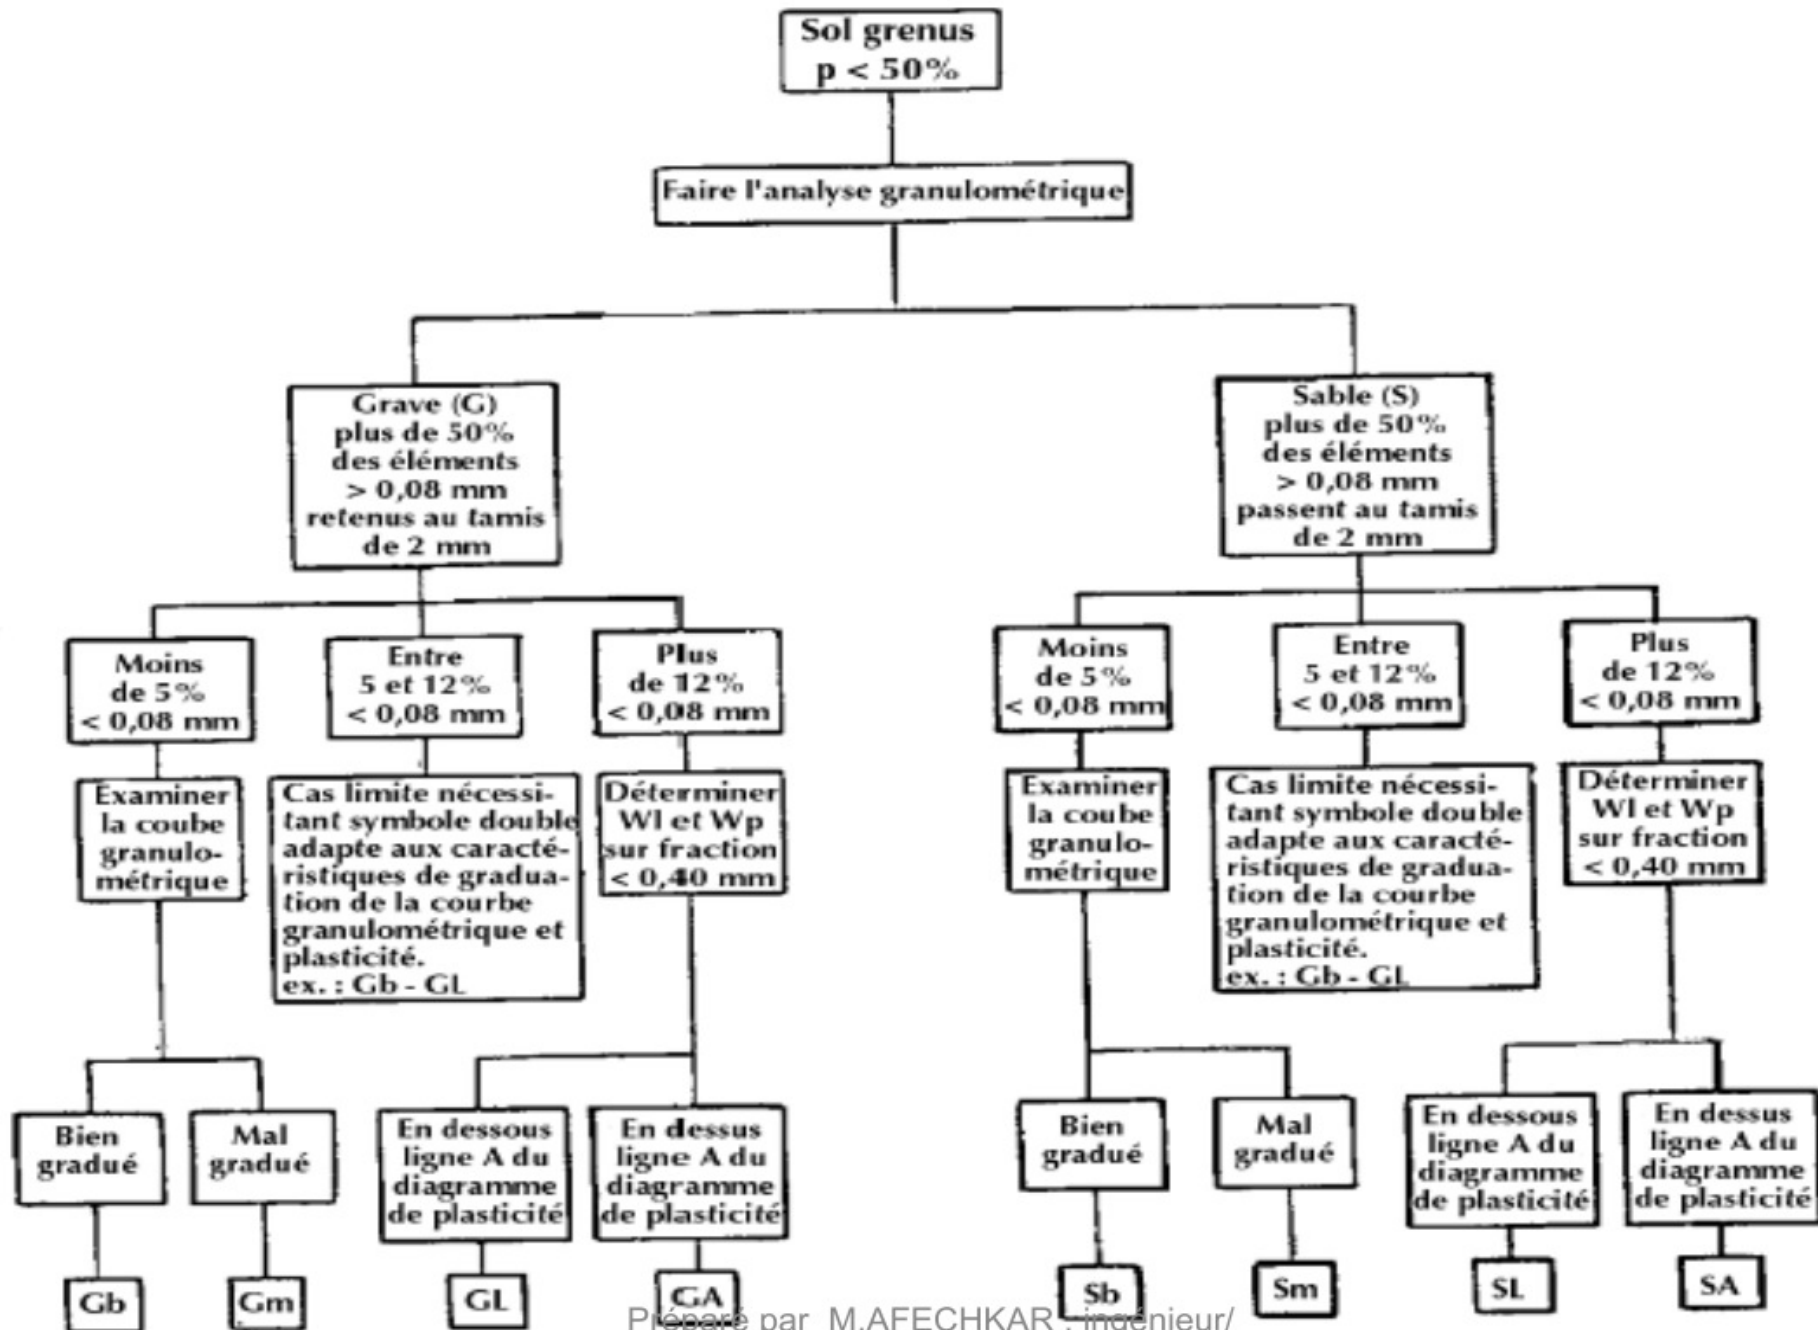 Sol grenus
p < 50%
Faire l'analyse granulométrique
Grave (G)
plus de 50%
des éléments
> 0,08 mm
retenus au tamis
de 2 mm
Sable (S)
plus de 50%
des éléments
> 0,08 mm
passent au tamis
de 2 mm
Moins
de 5%
< 0,08 mm
Entre
5 et 12%
< 0,08 mm
Plus
de 12%
< 0,08 mm
Moins
de 5%
< 0,08 mm
Entre
5 et 12%
< 0,08 mm
Plus
de 12%
< 0,08 mm
Examiner
la coube
granulo-
métrique
Cas limite nécessi-
tant symbole double
adapte aux caracté-
ristiques de gradua-
tion de la courbe
granulométrique et
plasticité.
ex. : Gb - GL
Déterminer
Wl et Wp
sur fraction
< 0,40 mm
Examiner
la coube
granulo-
métrique
Cas limite nécessi-
tant symbole double
adapte aux caracté-
ristiques de gradua-
tion de la courbe
granulométrique et
plasticité.
ex. : Gb - GL
Déterminer
Wl et Wp
sur fraction
< 0,40 mm
Bien
gradué
Mal
gradué
En dessous
ligne A du
diagramme
de plasticité
En dessus
ligne A du
diagramme
de plasticité
Bien
gradué
Mal
gradué
En dessous
ligne A du
diagramme
de plasticité
En dessus
ligne A du
diagramme
de plasticité
Gb
Gm
GL
GA
Sb
Sm
SL
SA
Préparé par M.AFECHKAR : ingénieur/